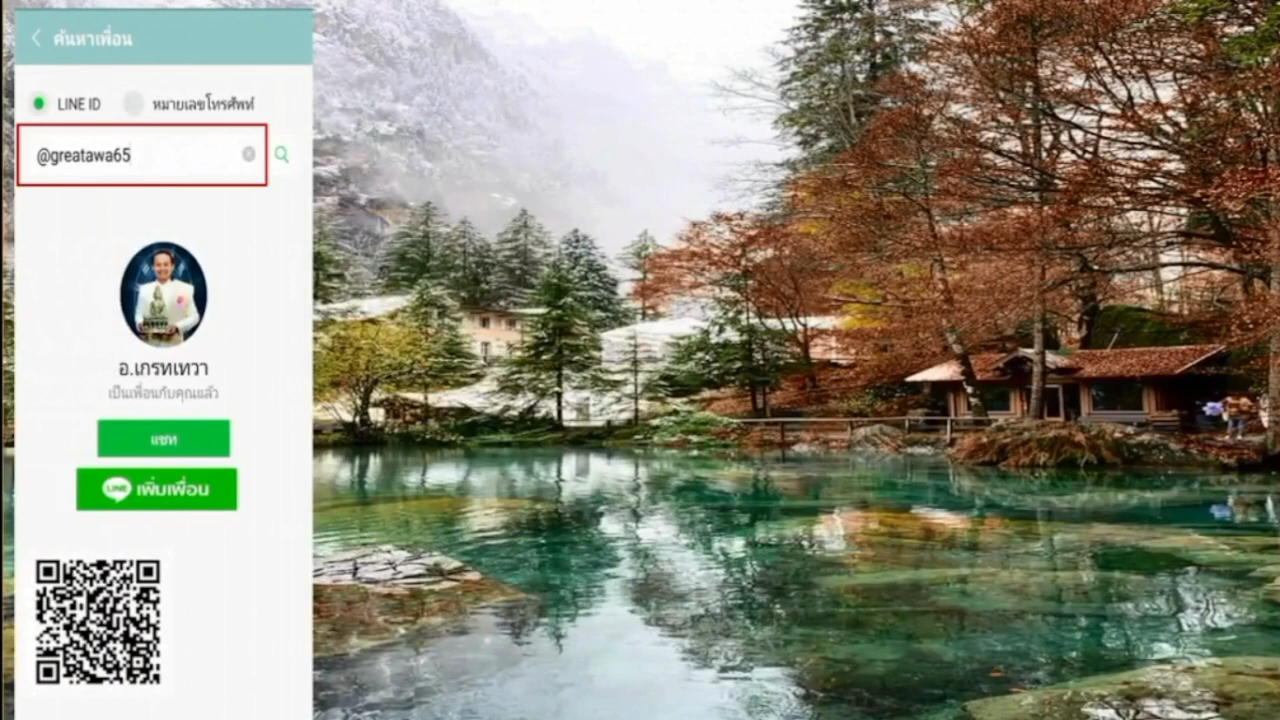 ค้นหาเพื่อน
LINE ID หมายเลขโทรศัพท์
@greatawa65
อ.เกรทเทวา
เป็นเพื่อนกับคุณแล้ว
แชท
LINE เพิ่มเพื่อน